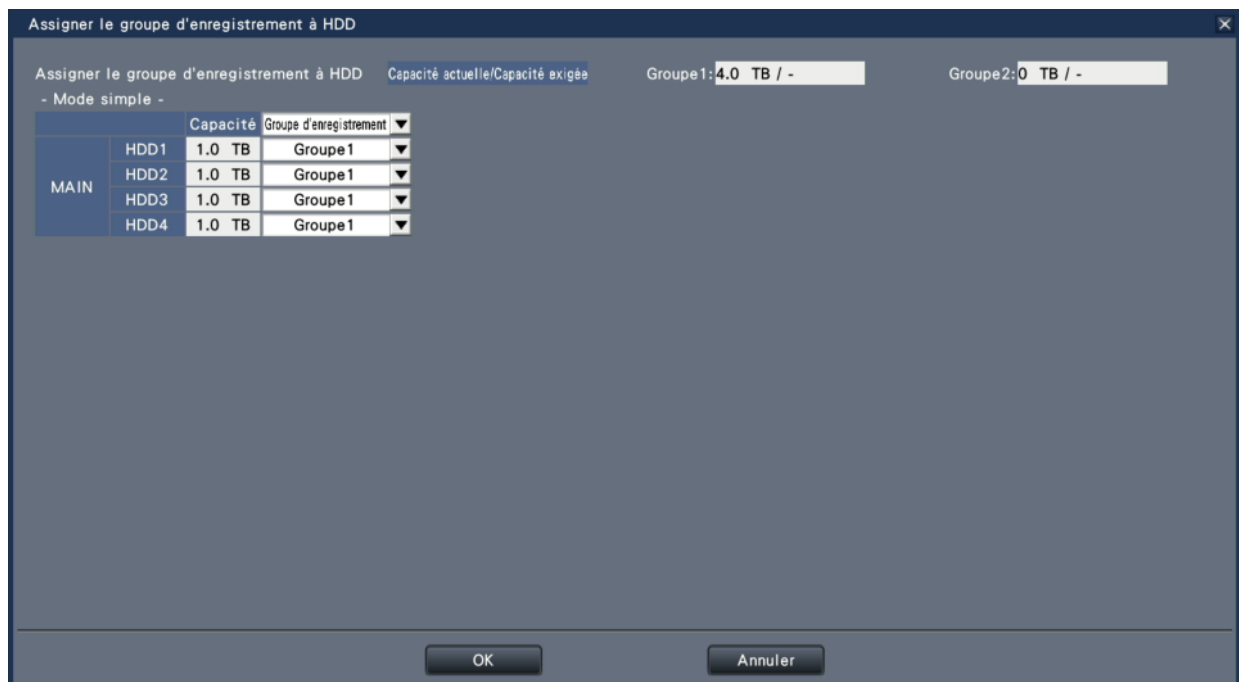 Assigner le groupe d'enregistrement à HDD
Assigner le groupe d'enregistrement à HDD Capacité actuelle/Capacité exigée Groupe1: 4.0 TB / - Groupe2: 0 TB / -
- Mode simple -
Capacité Groupe d'enregistrement
MAIN
HDD1 1.0 TB Groupe1
HDD2 1.0 TB Groupe1
HDD3 1.0 TB Groupe1
HDD4 1.0 TB Groupe1
OK Annuler